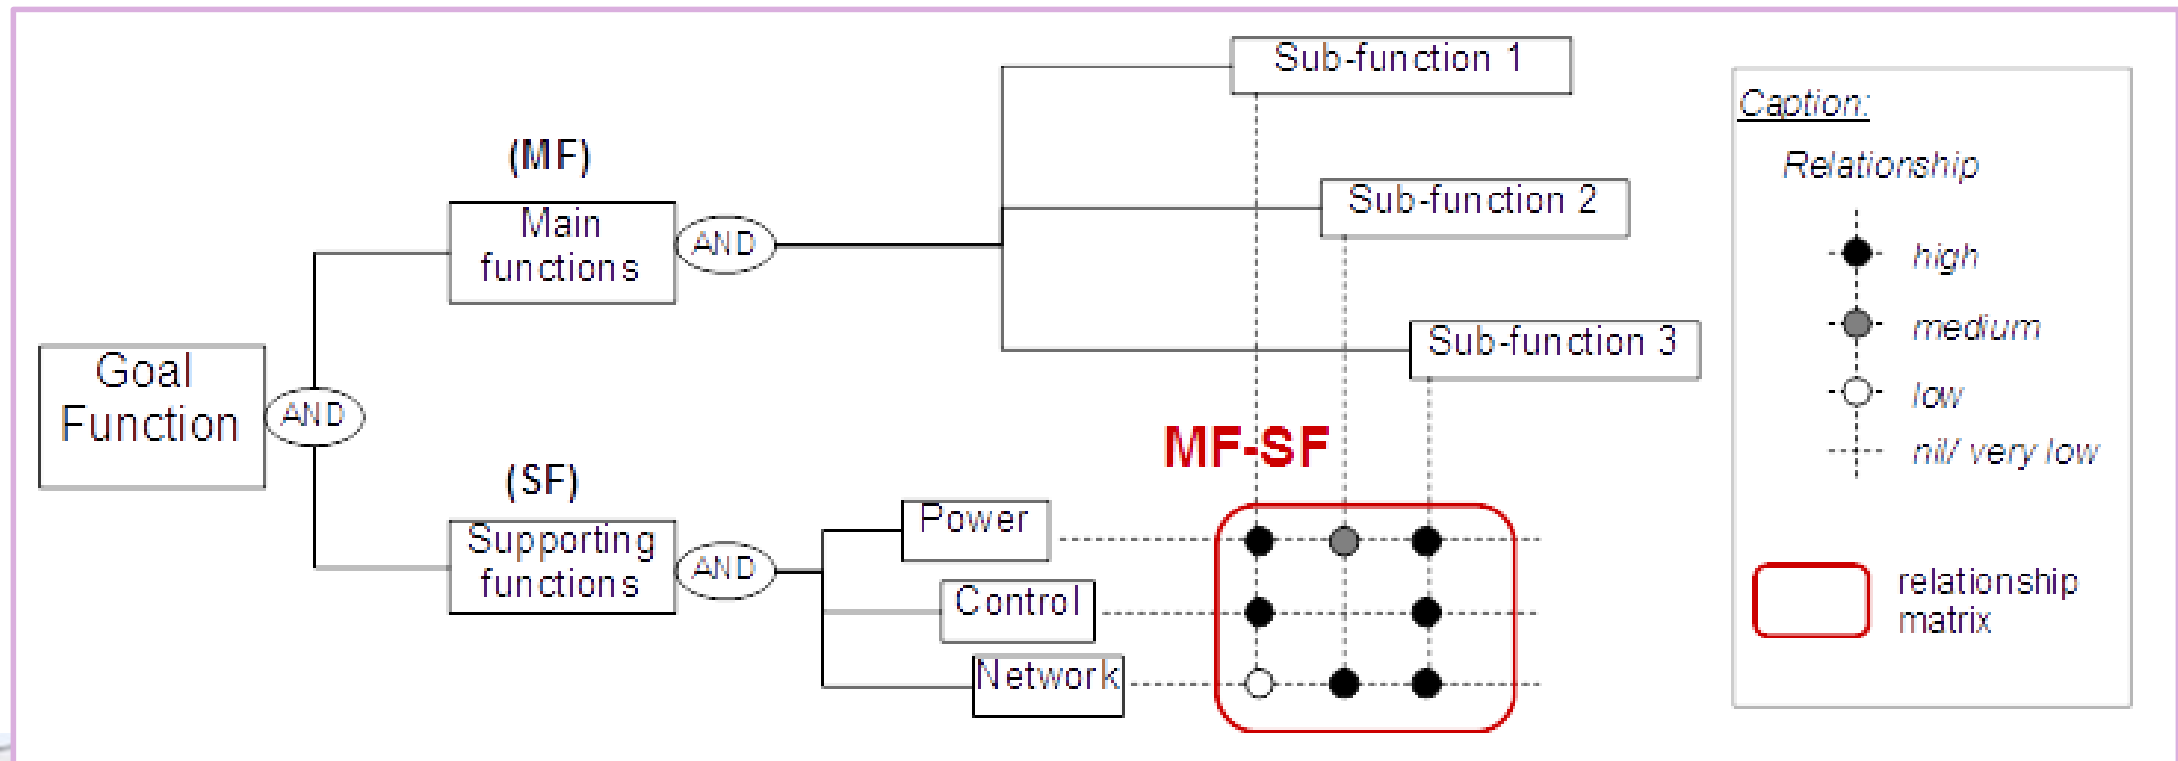 Sub-function 1
Caption:
(MF)
Relationship
Main
functions
AND
Sub-function 2
high
medium
Sub-function 3
Goal
Function
AND
low
MF-SF
nil/ very low
(SF)
Power
Supporting
functions
AND
Control
relationship
matrix
Network